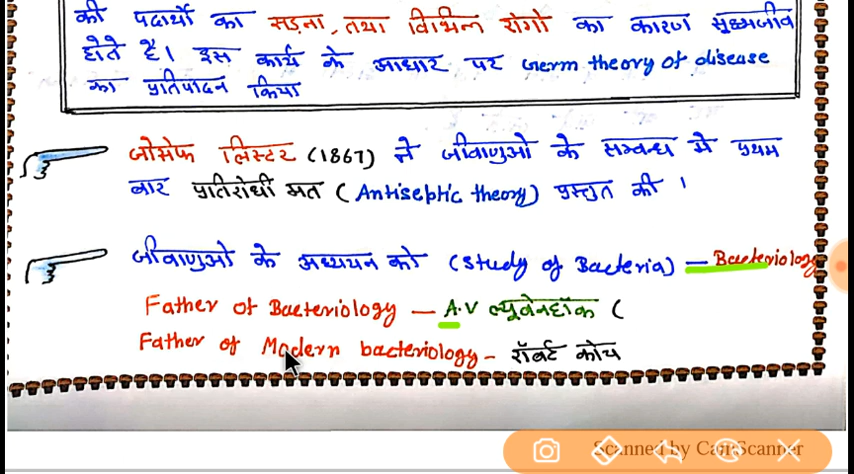 की पदार्थो का सड़ना, तथा विभिन्न रोगो का कारण सूक्ष्मजीव
होते है। इस कार्य के आधार पर Germ theory of disease
का प्रतिपादन किया
जोसेफ लिस्टर (1867) ने जीवाणुओ के सम्बन्ध मे प्रथम
बार प्रतिरोधी मत (Antiseptic theory) प्रस्तुत की ।
जीवाणुओ के अध्ययन को (Study of Bacteria) — Bacteriology
Father of Bacteriology — A.V ल्यूवेनहॉक (
Father of Modern bacteriology - रॉबर्ट कोच
Scanned by CamScanner